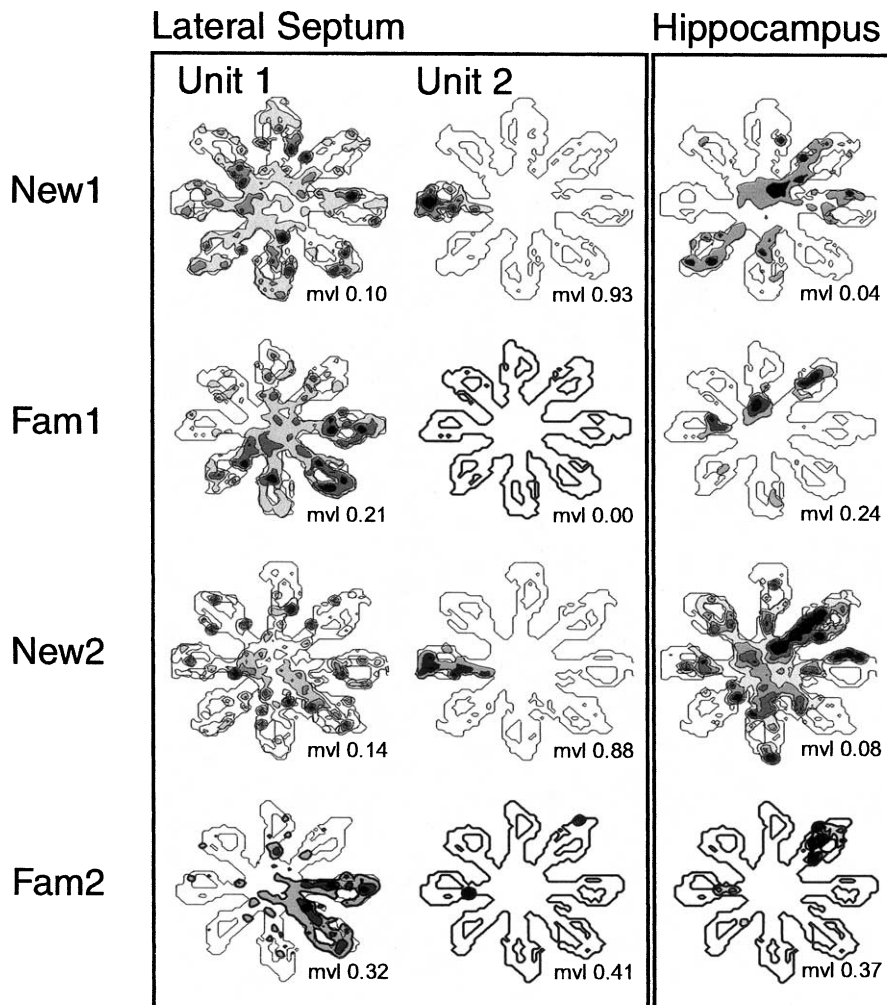 Lateral Septum Hippocampus
Unit 1 Unit 2
New1
mvl 0.10 mvl 0.93 mvl 0.04
Fam1
mvl 0.21 mvl 0.00 mvl 0.24
New2
mvl 0.14 mvl 0.88 mvl 0.08
Fam2
mvl 0.32 mvl 0.41 mvl 0.37